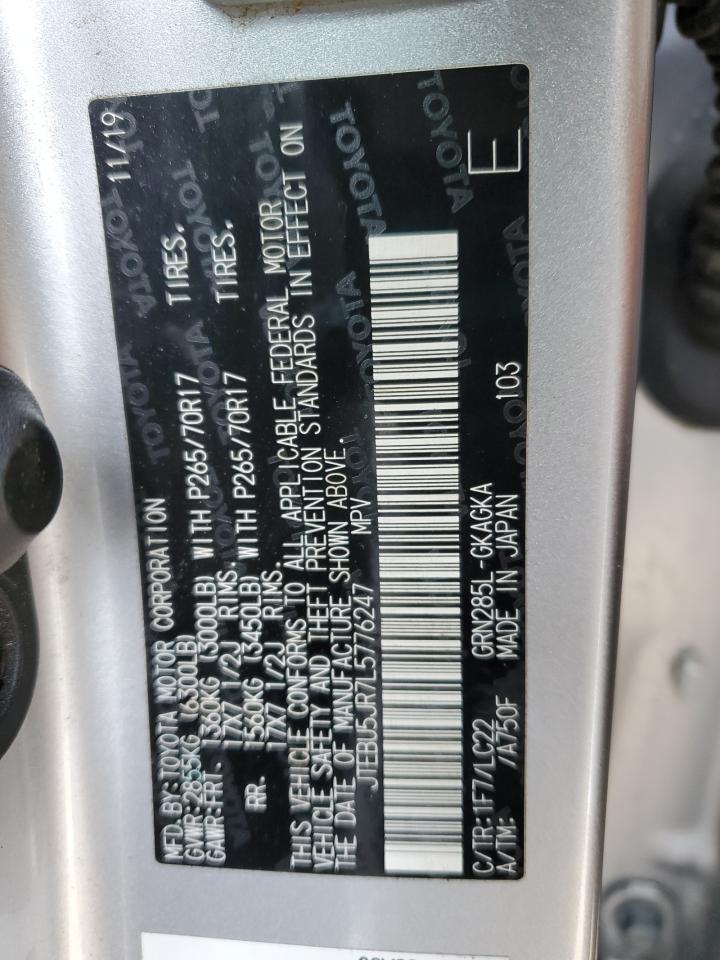 MFD.BY:TOYOTA MOTOR CORPORATION 11/19
GVWR:2855KG (6300LB)
GAWR:FRT. 1360KG (3000LB) WITH P265/70R17 TIRES.
17X7 1/2J RIMS.
RR. 1560KG (3450LB) WITH P265/70R17 TIRES.
17X7 1/2J RIMS.
THIS VEHICLE CONFORMS TO ALL APPLICABLE FEDERAL MOTOR
VEHICLE SAFETY AND THEFT PREVENTION STANDARDS IN EFFECT ON
THE DATE OF MANUFACTURE SHOWN ABOVE.
JTEBU5JR7L5776247 MPV
C/TR:1F7/LC22 GRN285L-GKAGKA 103 E
A/TM: /A750F MADE IN JAPAN